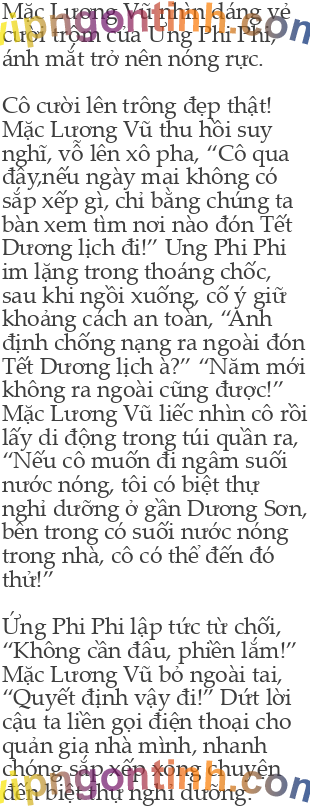 Mặc Lương Vũ nhìn dáng vẻ
cười trộm của Ưng Phi Phi,
ánh mắt trở nên nóng rực.

Cô cười lên trông đẹp thật!
Mặc Lương Vũ thu hồi suy
nghĩ, vỗ lên xô pha, “Cô qua
đây,nếu ngày mai không có
sắp xếp gì, chi bằng chúng ta
bàn xem tìm nơi nào đón Tết
Dương lịch đi!” Ung Phi Phi
im lặng trong thoáng chốc,
sau khi ngồi xuống, cố ý giữ
khoảng cách an toàn, “Anh
định chống nạng ra ngoài đón
Tết Dương lịch à?” “Năm mới
không ra ngoài cũng được!”
Mặc Lương Vũ liếc nhìn cô rồi
lấy di động trong túi quần ra,
“Nếu cô muốn đi ngâm suối
nước nóng, tôi có biệt thự
nghỉ dưỡng ở gần Dương Sơn,
bên trong có suối nước nóng
trong nhà, cô có thể đến đó
thử!”

Ứng Phi Phi lập tức từ chối,
“Không cần đâu, phiền lắm!”
Mặc Lương Vũ bỏ ngoài tai,
“Quyết định vậy đi!” Dứt lời
cậu ta liền gọi điện thoại cho
quản gia nhà mình, nhanh
chóng sắp xếp xong chuyện
đến biệt thự nghỉ dưỡng.